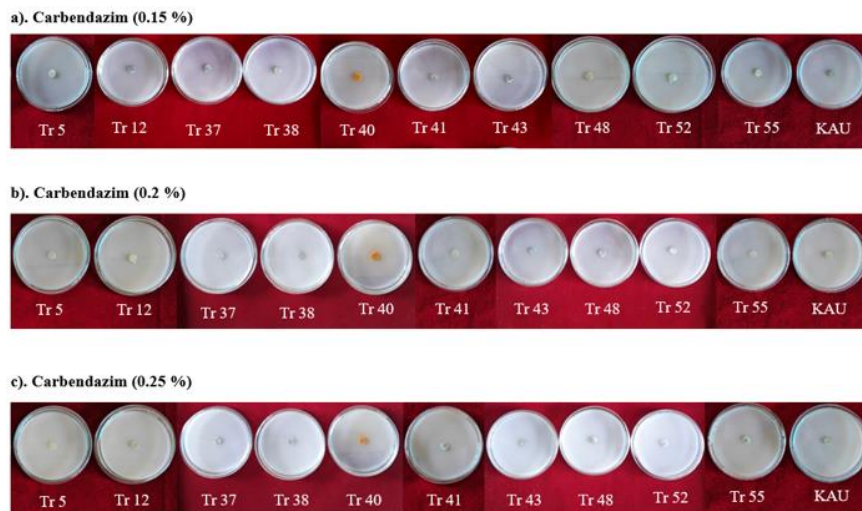 a). Carbendazim (0.15 %)
Tr 5 Tr 12 Tr 37 Tr 38 Tr 40 Tr 41 Tr 43 Tr 48 Tr 52 Tr 55 KAU
b). Carbendazim (0.2 %)
Tr 5 Tr 12 Tr 37 Tr 38 Tr 40 Tr 41 Tr 43 Tr 48 Tr 52 Tr 55 KAU
c). Carbendazim (0.25 %)
Tr 5 Tr 12 Tr 37 Tr 38 Tr 40 Tr 41 Tr 43 Tr 48 Tr 52 Tr 55 KAU